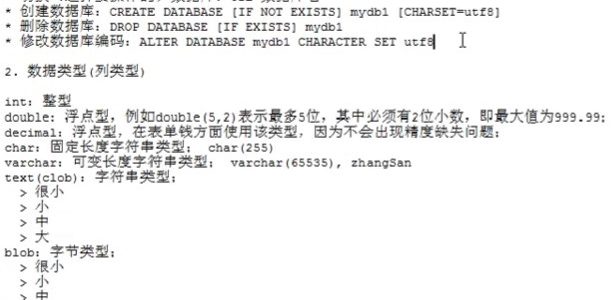 * 创建数据库：CREATE DATABASE [IF NOT EXISTS] mydb1 [CHARSET=utf8]
* 删除数据库：DROP DATABASE [IF EXISTS] mydb1
* 修改数据库编码：ALTER DATABASE mydb1 CHARACTER SET utf8
2. 数据类型(列类型)
int：整型
double：浮点型，例如double(5,2)表示最多5位，其中必须有2位小数，即最大值为999.99；
decimal：浮点型，在表单钱方面使用该类型，因为不会出现精度缺失问题；
char：固定长度字符串类型； char(255)
varchar：可变长度字符串类型； varchar(65535), zhangSan
text(clob)：字符串类型；
> 很小
> 小
> 中
> 大
blob：字节类型；
> 很小
> 小
> 中